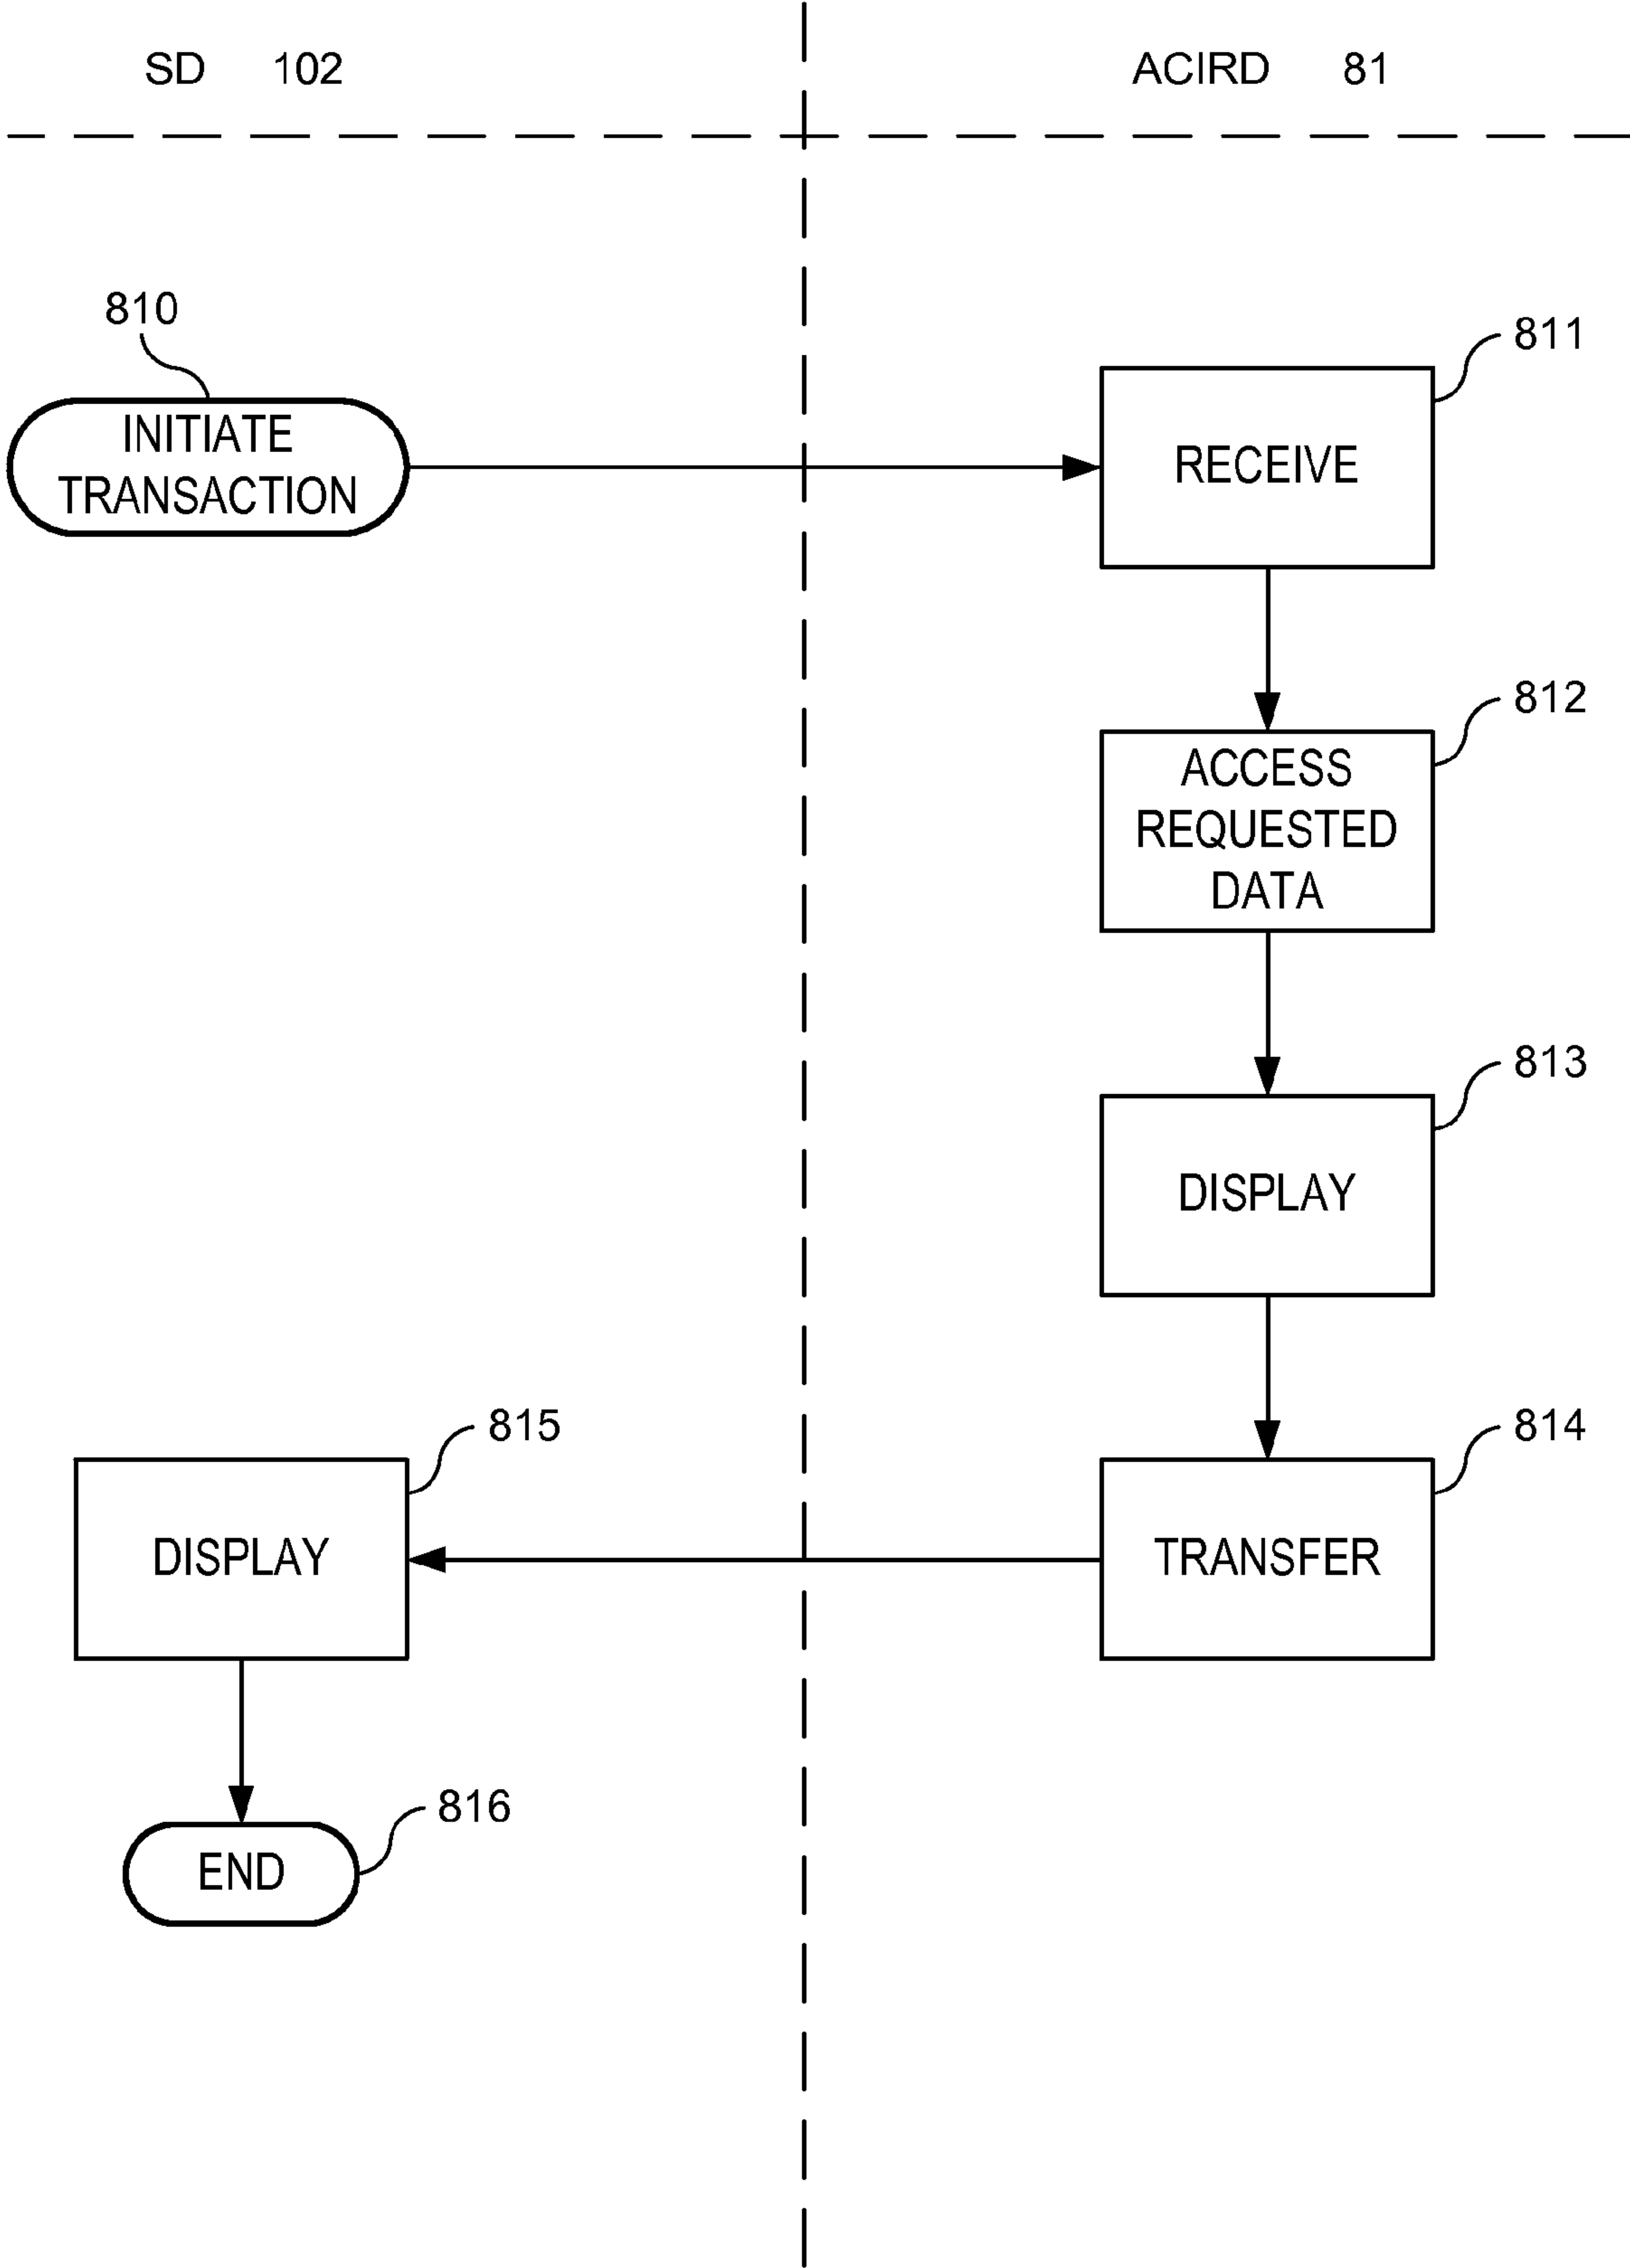 SD 102
ACIRD 81
810
INITIATE
TRANSACTION
811
RECEIVE
812
ACCESS
REQUESTED
DATA
813
DISPLAY
814
TRANSFER
815
DISPLAY
816
END